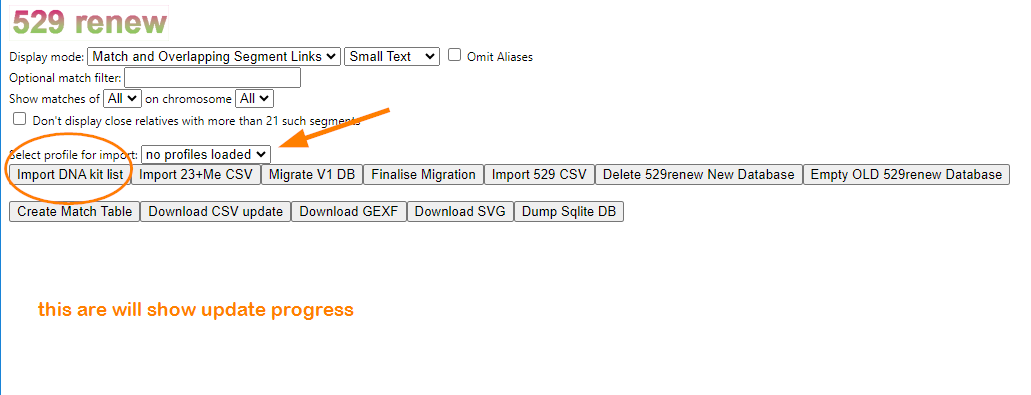 529 renew
Display mode: Match and Overlapping Segment Links Small Text Omit Aliases
Optional match filter:
Show matches of All on chromosome All
Don't display close relatives with more than 21 such segments
Select profile for import: no profiles loaded
Import DNA kit list Import 23+Me CSV Migrate V1 DB Finalise Migration Import 529 CSV Delete 529renew New Database Empty OLD 529renew Database
Create Match Table Download CSV update Download GEXF Download SVG Dump Sqlite DB
this are will show update progress